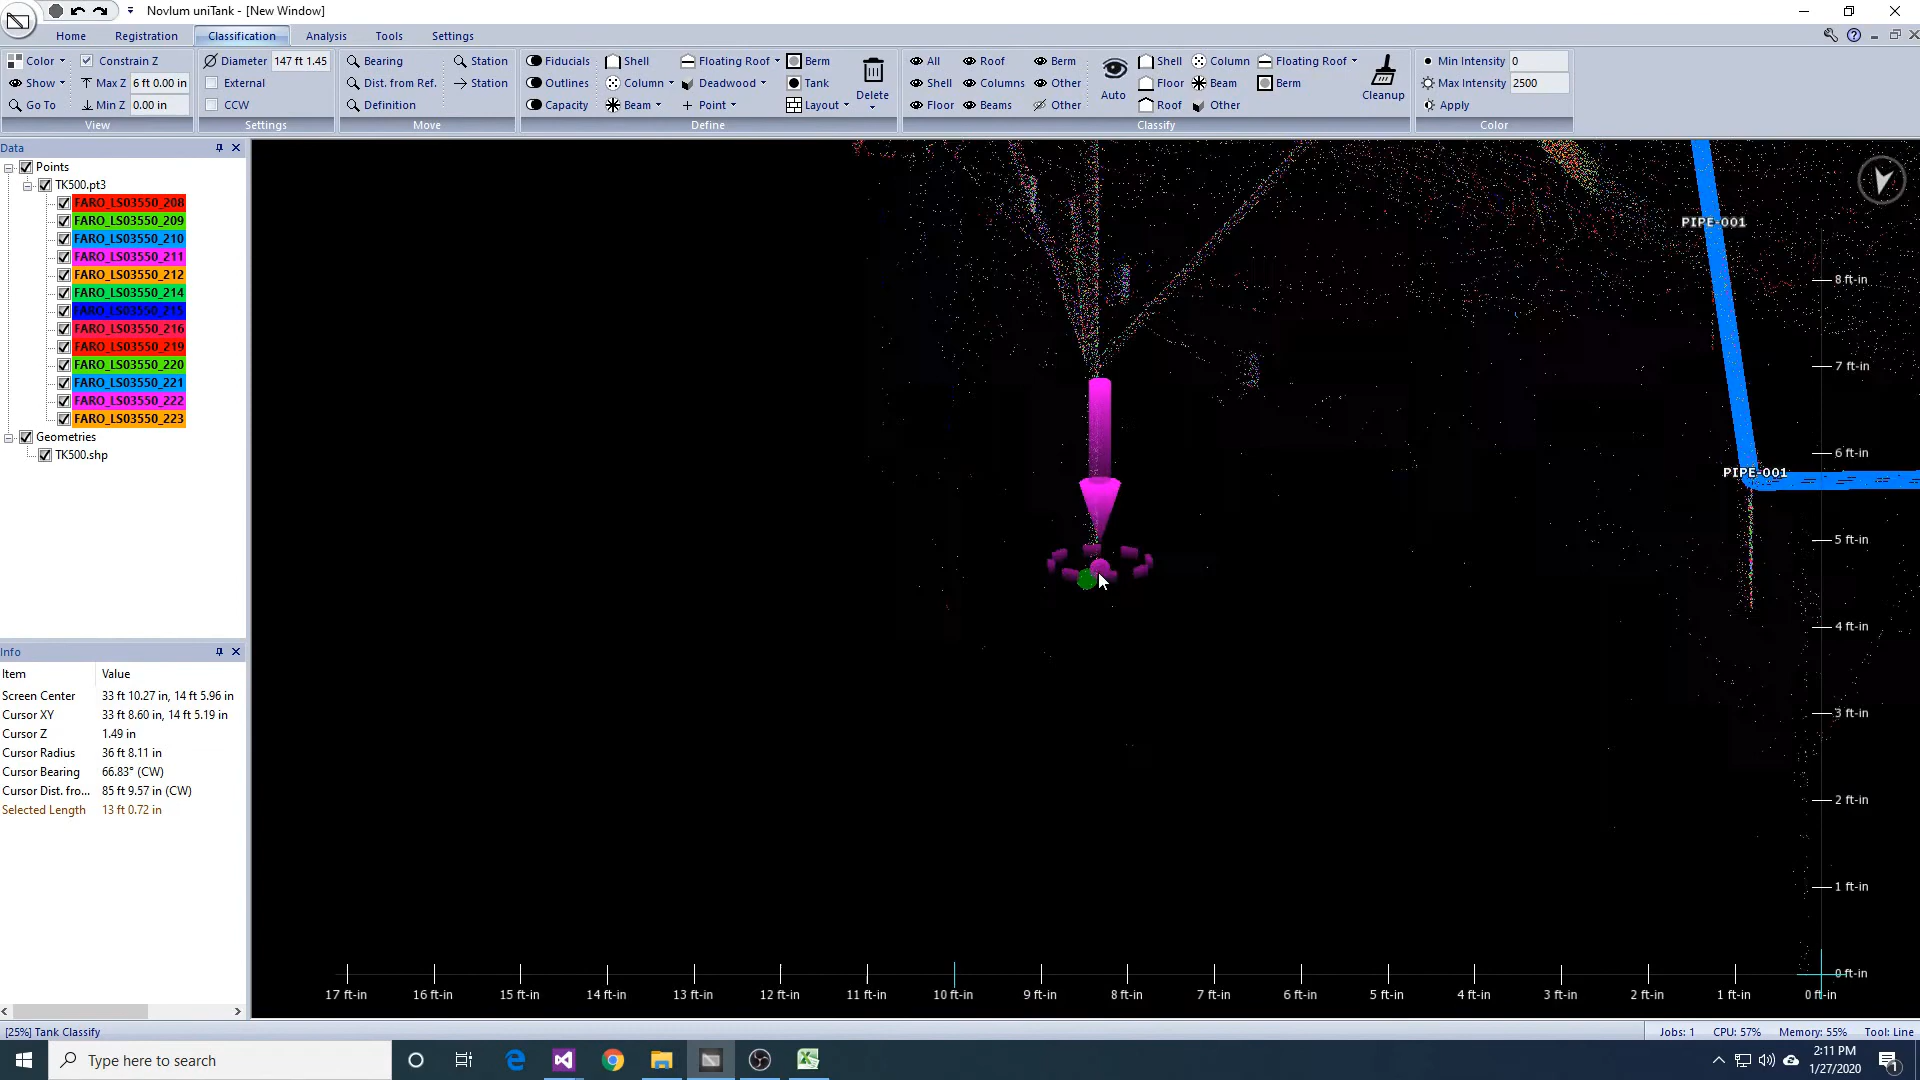 Novlum uniTank - [New Window]
Home Registration Classification Analysis Tools Settings
Color Constrain Z Diameter 147 ft 1.45 Bearing Station Fiducials Shell Floating Roof Berm All Roof Berm Shell Column Floating Roof Min Intensity 0
Show Max Z 6 ft 0.00 in External Dist. from Ref. Station Outlines Column Deadwood Tank Delete Shell Columns Other Auto Floor Beam Berm Cleanup Max Intensity 2500
Go To Min Z 0.00 in CCW Definition Capacity Beam Point Layout Floor Beams Other Roof Other Apply
View Settings Move Define Classify Color
Data
Points
TK500.pt3
FARO_LS03550_208
FARO_LS03550_209
FARO_LS03550_210
FARO_LS03550_211
FARO_LS03550_212
FARO_LS03550_214
FARO_LS03550_215
FARO_LS03550_216
FARO_LS03550_219
FARO_LS03550_220
FARO_LS03550_221
FARO_LS03550_222
FARO_LS03550_223
Geometries
TK500.shp
Info
Item Value
Screen Center 33 ft 10.27 in, 14 ft 5.96 in
Cursor XY 33 ft 8.60 in, 14 ft 5.19 in
Cursor Z 1.49 in
Cursor Radius 36 ft 8.11 in
Cursor Bearing 66.83° (CW)
Cursor Dist. fro... 85 ft 9.57 in (CW)
Selected Length 13 ft 0.72 in
PIPE-001
PIPE-001
8 ft-in
7 ft-in
6 ft-in
5 ft-in
4 ft-in
3 ft-in
2 ft-in
1 ft-in
0 ft-in
17 ft-in 16 ft-in 15 ft-in 14 ft-in 13 ft-in 12 ft-in 11 ft-in 10 ft-in 9 ft-in 8 ft-in 7 ft-in 6 ft-in 5 ft-in 4 ft-in 3 ft-in 2 ft-in 1 ft-in 0 ft-in
[25%] Tank Classify Jobs: 1 CPU: 57% Memory: 55% Tool: Line
Type here to search
2:11 PM
1/27/2020
1